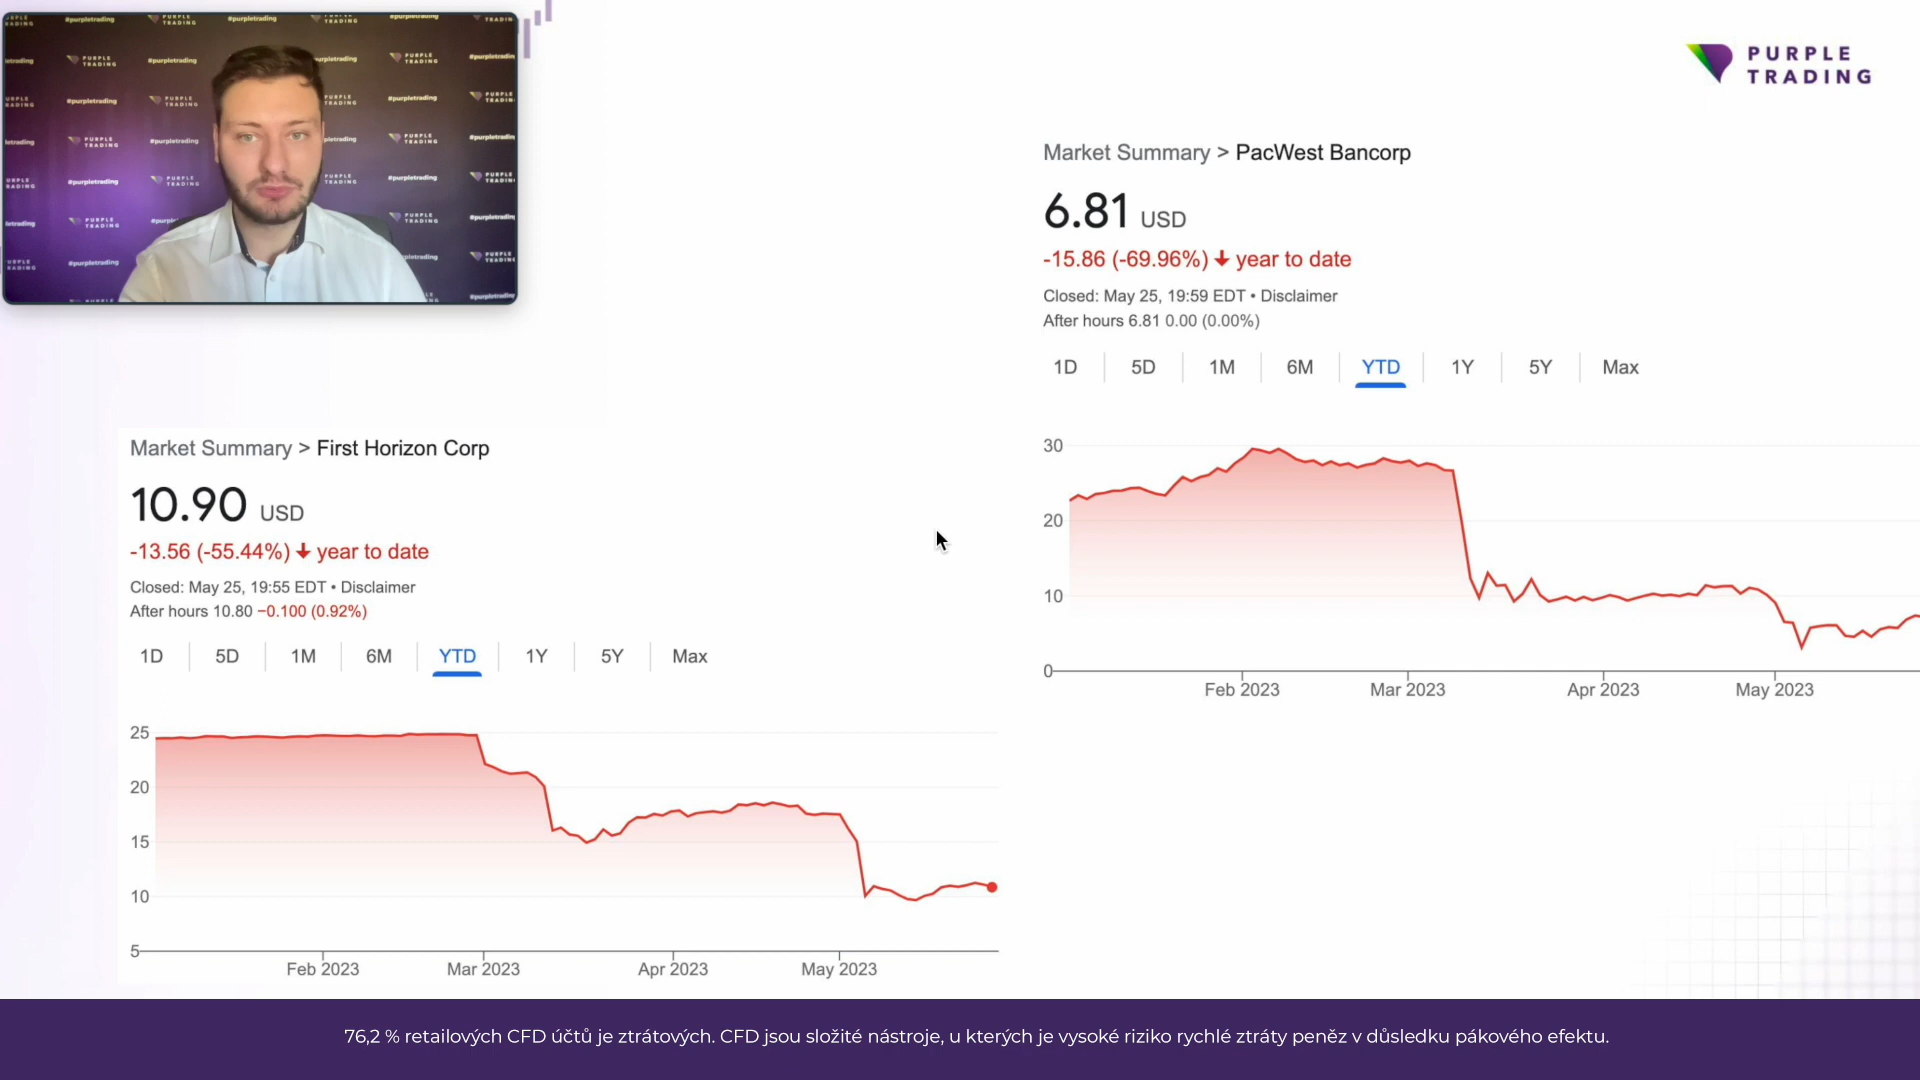 PURPLE
TRADING
#purpletrading
Market Summary > PacWest Bancorp
6.81 USD
-15.86 (-69.96%) ↓ year to date
Closed: May 25, 19:59 EDT • Disclaimer
After hours 6.81 0.00 (0.00%)
1D 5D 1M 6M YTD 1Y 5Y Max
30
20
10
0
Feb 2023 Mar 2023 Apr 2023 May 2023
Market Summary > First Horizon Corp
10.90 USD
-13.56 (-55.44%) ↓ year to date
Closed: May 25, 19:55 EDT • Disclaimer
After hours 10.80 −0.100 (0.92%)
1D 5D 1M 6M YTD 1Y 5Y Max
25
20
15
10
5
Feb 2023 Mar 2023 Apr 2023 May 2023
76,2 % retailových CFD účtů je ztrátových. CFD jsou složité nástroje, u kterých je vysoké riziko rychlé ztráty peněz v důsledku pákového efektu.